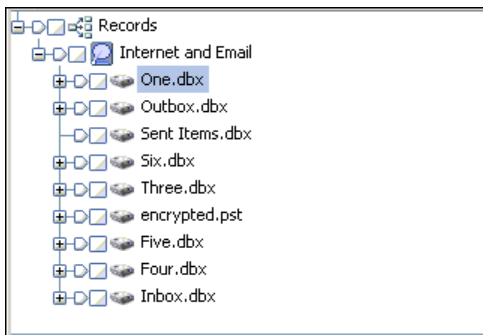 Records
Internet and Email
One.dbx
Outbox.dbx
Sent Items.dbx
Six.dbx
Three.dbx
encrypted.pst
Five.dbx
Four.dbx
Inbox.dbx